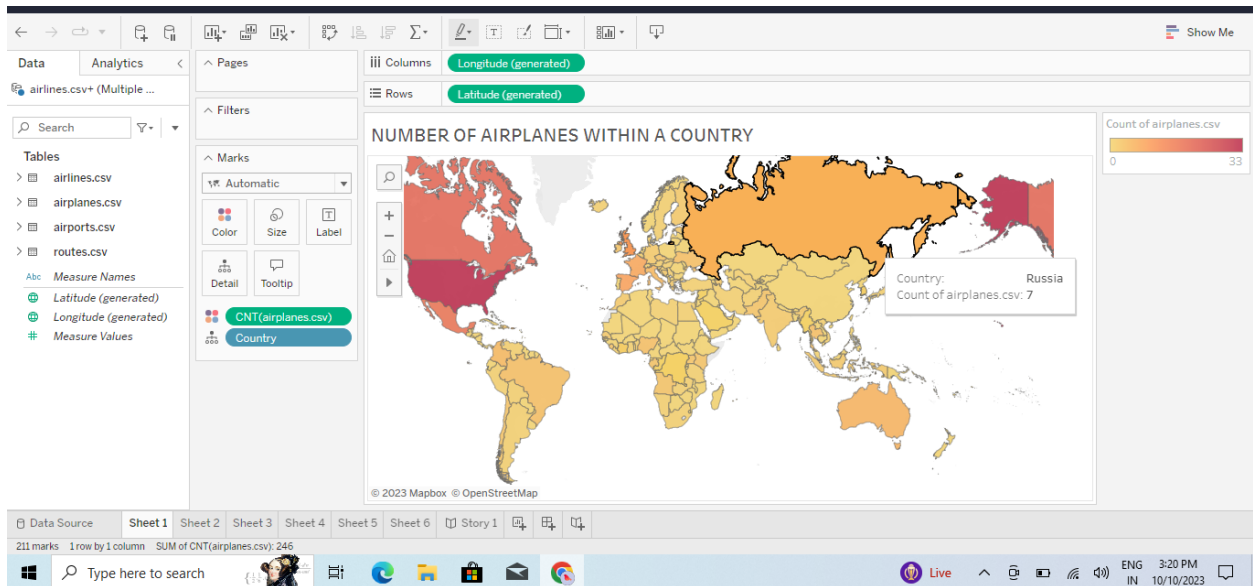 Show Me
Data Analytics
airlines.csv+ (Multiple ...
Search
Tables
airlines.csv
airplanes.csv
airports.csv
routes.csv
Abc Measure Names
Latitude (generated)
Longitude (generated)
# Measure Values
Pages
Filters
Marks
Automatic
Color Size Label
Detail Tooltip
CNT(airplanes.csv)
Country
Columns Longitude (generated)
Rows Latitude (generated)
NUMBER OF AIRPLANES WITHIN A COUNTRY
Country: Russia
Count of airplanes.csv: 7
© 2023 Mapbox © OpenStreetMap
Count of airplanes.csv
0 33
Data Source Sheet 1 Sheet 2 Sheet 3 Sheet 4 Sheet 5 Sheet 6 Story 1
211 marks 1 row by 1 column SUM of CNT(airplanes.csv): 246
Type here to search
Live
ENG
IN
3:20 PM
10/10/2023